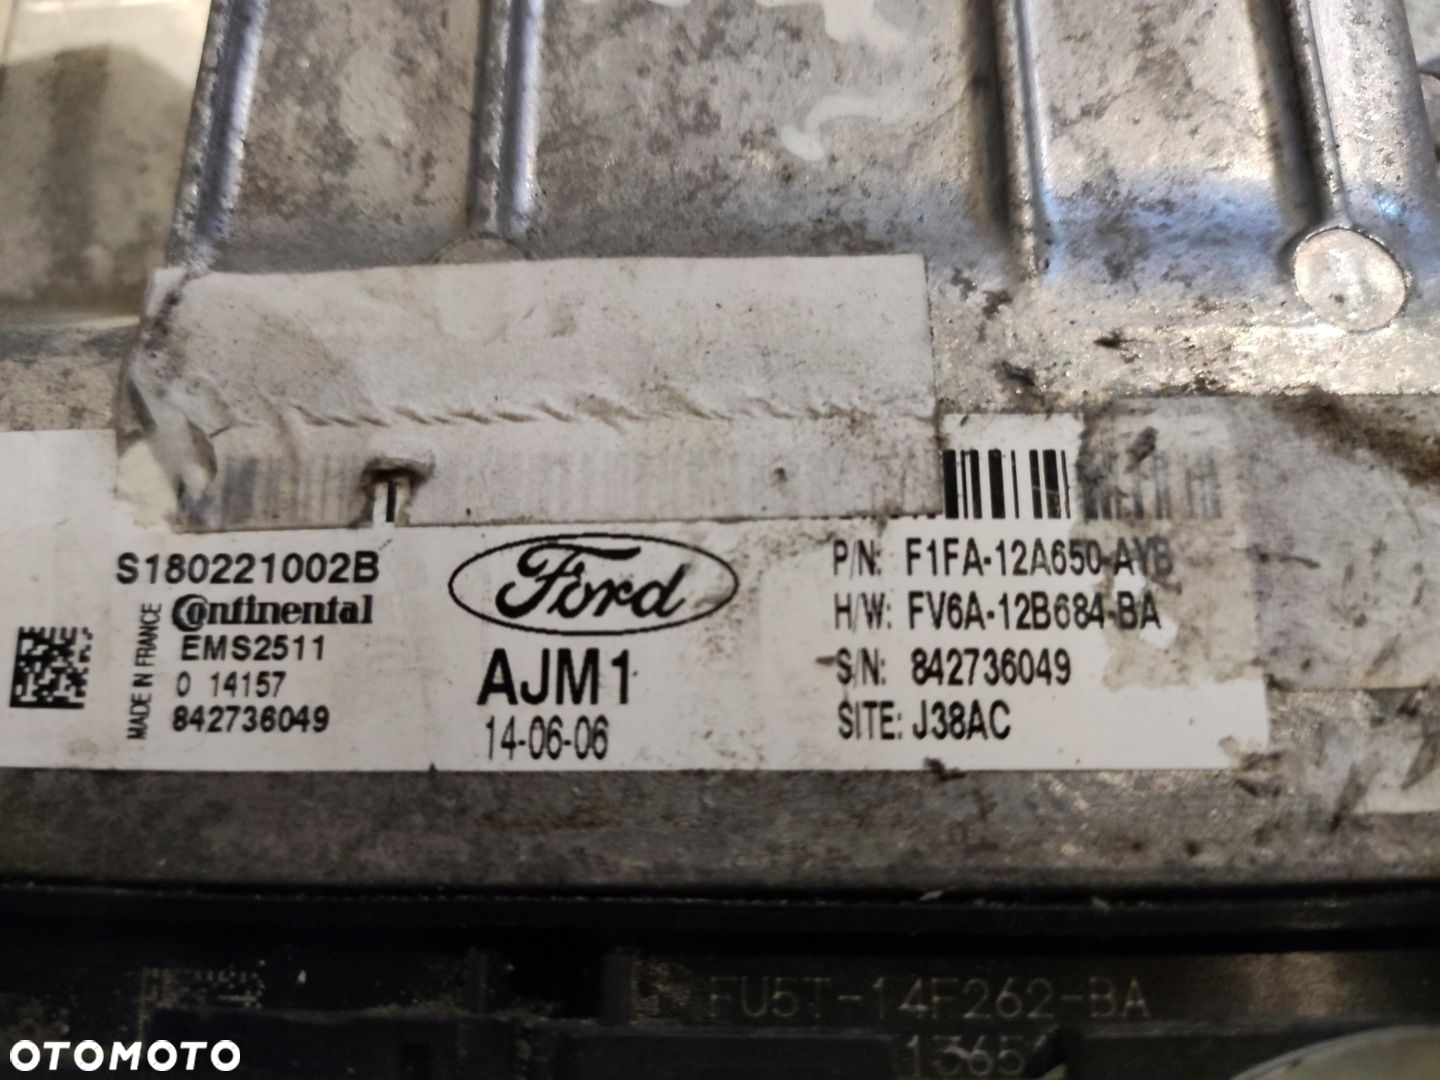 S180221002B
Continental
EMS2511
0 14157
842736049
MADE IN FRANCE
Ford
AJM1
14-06-06
P/N: F1FA-12A650-AYB
H/W: FV6A-12B684-BA
S/N: 842736049
SITE: J38AC
FU5T-14F262-BA
OTOMOTO